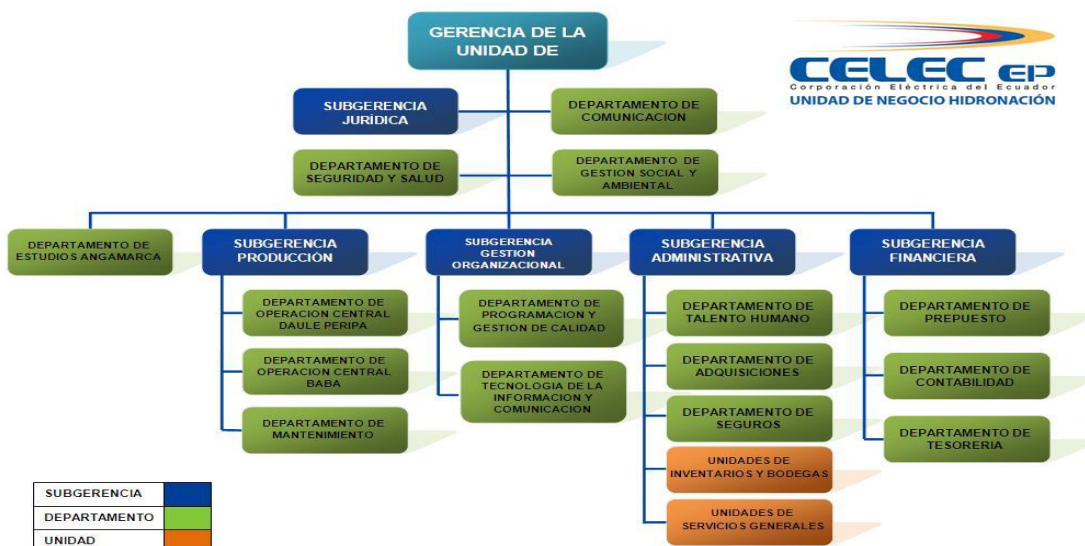 GERENCIA DE LA
UNIDAD DE
CELEC EP
Corporación Eléctrica del Ecuador
UNIDAD DE NEGOCIO HIDRONACIÓN
SUBGERENCIA
JURÍDICA
DEPARTAMENTO DE
COMUNICACION
DEPARTAMENTO DE
SEGURIDAD Y SALUD
DEPARTAMENTO DE
GESTION SOCIAL Y
AMBIENTAL
DEPARTAMENTO DE
ESTUDIOS ANGAMARCA
SUBGERENCIA
PRODUCCIÓN
SUBGERENCIA
GESTION
ORGANIZACIONAL
SUBGERENCIA
ADMINISTRATIVA
SUBGERENCIA
FINANCIERA
DEPARTAMENTO DE
OPERACION CENTRAL
DAULE PERIPA
DEPARTAMENTO DE
OPERACION CENTRAL
BABA
DEPARTAMENTO DE
MANTENIMIENTO
DEPARTAMENTO DE
PROGRAMACION Y
GESTION DE CALIDAD
DEPARTAMENTO DE
TECNOLOGIA DE LA
INFORMACION Y
COMUNICACION
DEPARTAMENTO DE
TALENTO HUMANO
DEPARTAMENTO DE
ADQUISICIONES
DEPARTAMENTO DE
SEGUROS
UNIDADES DE
INVENTARIOS Y BODEGAS
UNIDADES DE
SERVICIOS GENERALES
DEPARTAMENTO DE
PREPUESTO
DEPARTAMENTO DE
CONTABILIDAD
DEPARTAMENTO DE
TESORERIA
SUBGERENCIA
DEPARTAMENTO
UNIDAD